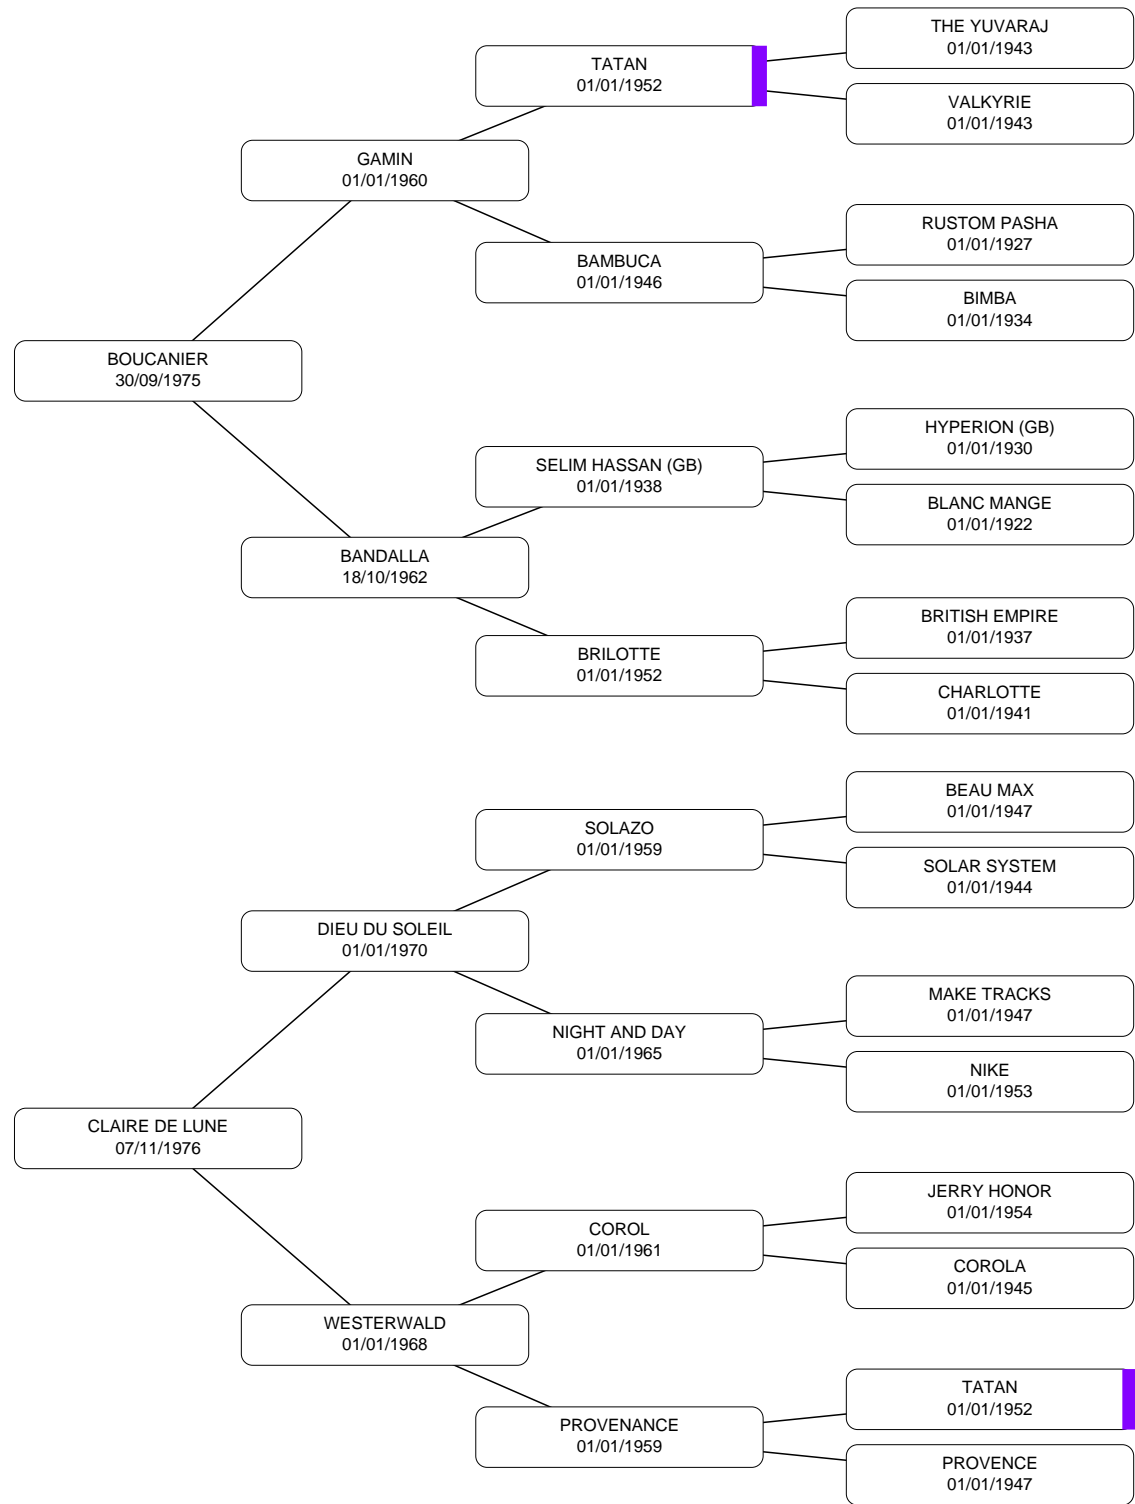 THE YUVARAJ
01/01/1943
TATAN
01/01/1952
VALKYRIE
01/01/1943
GAMIN
01/01/1960
RUSTOM PASHA
01/01/1927
BAMBUCA
01/01/1946
BIMBA
01/01/1934
BOUCANIER
30/09/1975
HYPERION (GB)
01/01/1930
SELIM HASSAN (GB)
01/01/1938
BLANC MANGE
01/01/1922
BANDALLA
18/10/1962
BRITISH EMPIRE
01/01/1937
BRILOTTE
01/01/1952
CHARLOTTE
01/01/1941
BEAU MAX
01/01/1947
SOLAZO
01/01/1959
SOLAR SYSTEM
01/01/1944
DIEU DU SOLEIL
01/01/1970
MAKE TRACKS
01/01/1947
NIGHT AND DAY
01/01/1965
NIKE
01/01/1953
CLAIRE DE LUNE
07/11/1976
JERRY HONOR
01/01/1954
COROL
01/01/1961
COROLA
01/01/1945
WESTERWALD
01/01/1968
TATAN
01/01/1952
PROVENANCE
01/01/1959
PROVENCE
01/01/1947